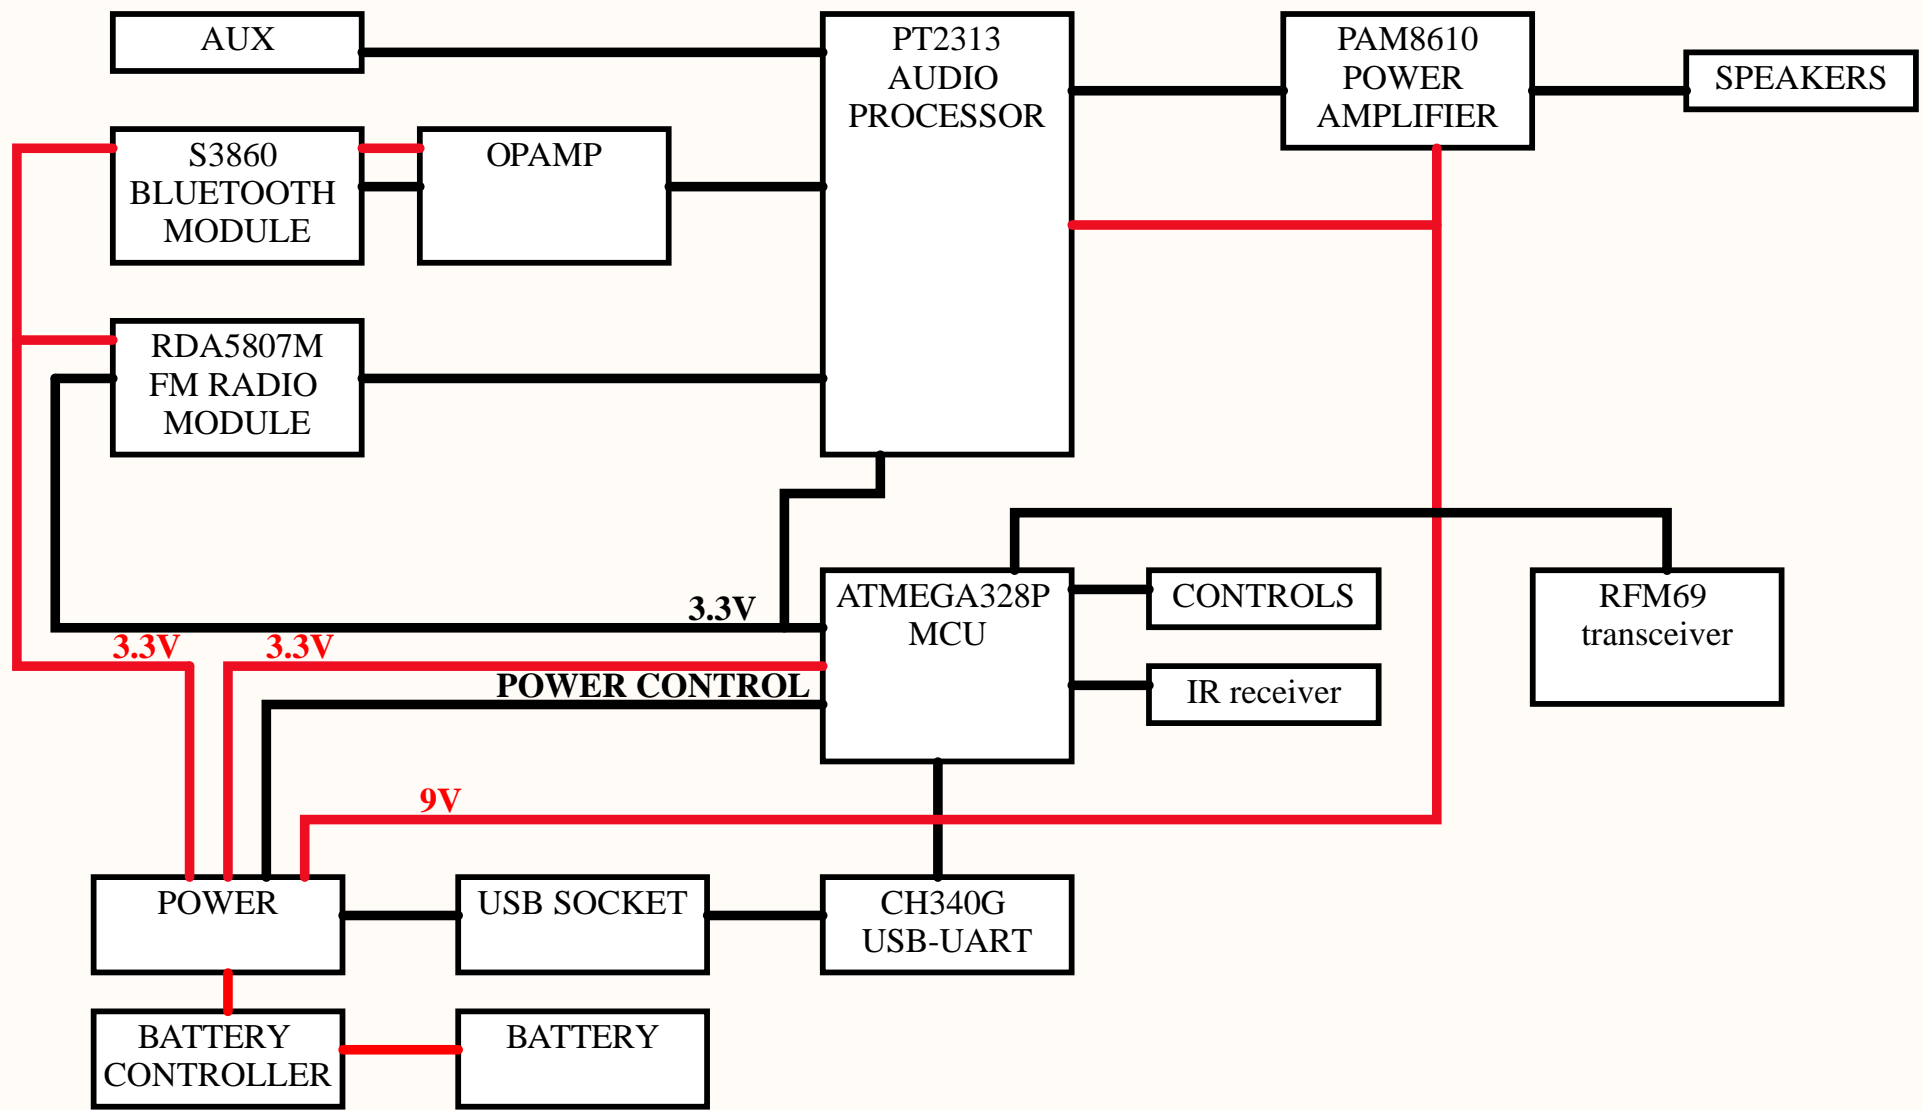 AUX
PT2313
AUDIO
PROCESSOR
PAM8610
POWER
AMPLIFIER
SPEAKERS
S3860
BLUETOOTH
MODULE
OPAMP
RDA5807M
FM RADIO
MODULE
3.3V
3.3V
3.3V
POWER CONTROL
ATMEGA328P
MCU
CONTROLS
IR receiver
RFM69
transceiver
9V
POWER
USB SOCKET
CH340G
USB-UART
BATTERY
CONTROLLER
BATTERY